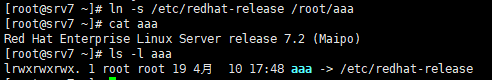 [root@srv7 ~]# ln -s /etc/redhat-release /root/aaa
[root@srv7 ~]# cat aaa
Red Hat Enterprise Linux Server release 7.2 (Maipo)
[root@srv7 ~]# ls -l aaa
lrwxrwxrwx. 1 root root 19 4月  10 17:48 aaa -> /etc/redhat-release